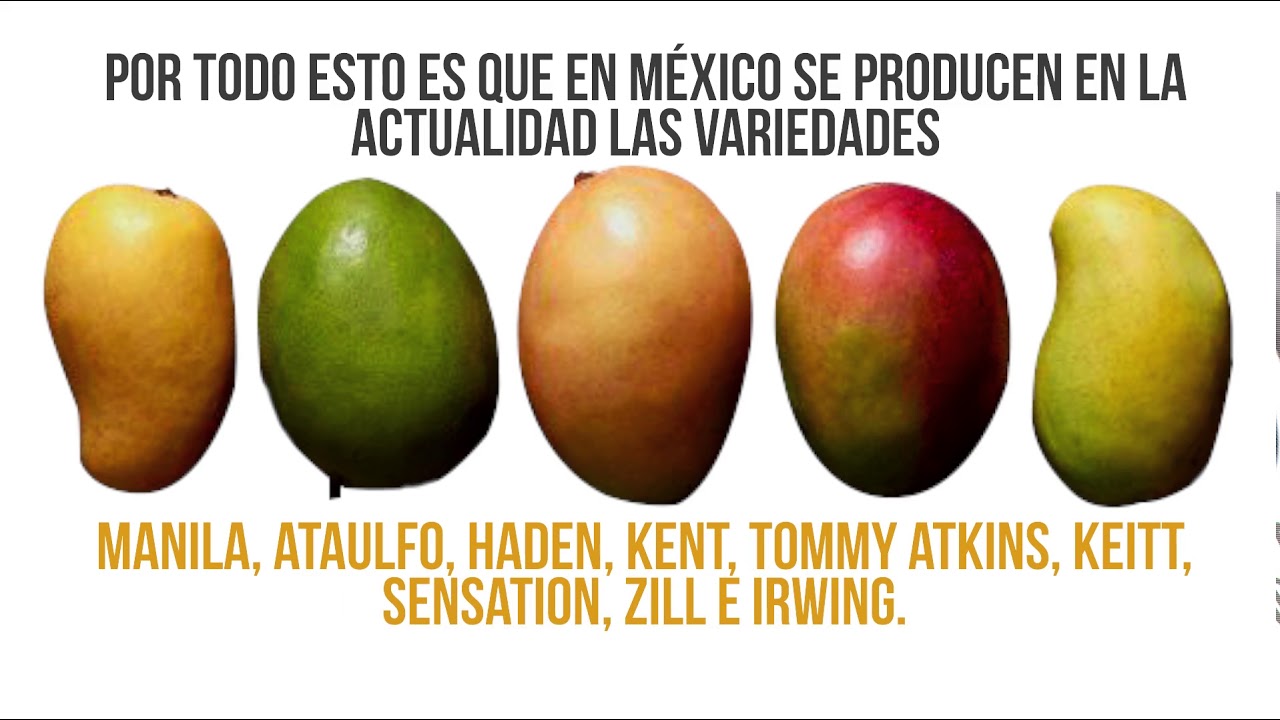 POR TODO ESTO ES QUE EN MÉXICO SE PRODUCEN EN LA
ACTUALIDAD LAS VARIEDADES
MANILA, ATAULFO, HADEN, KENT, TOMMY ATKINS, KEITT,
SENSATION, ZILL E IRWING.